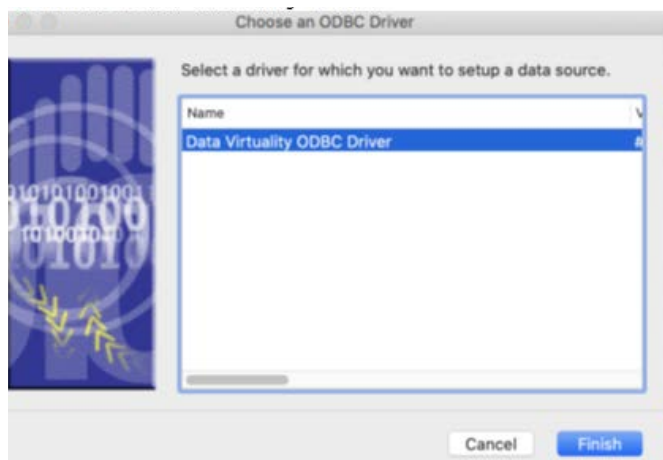 Choose an ODBC Driver
Select a driver for which you want to setup a data source.
Name
Data Virtuality ODBC Driver
Cancel Finish